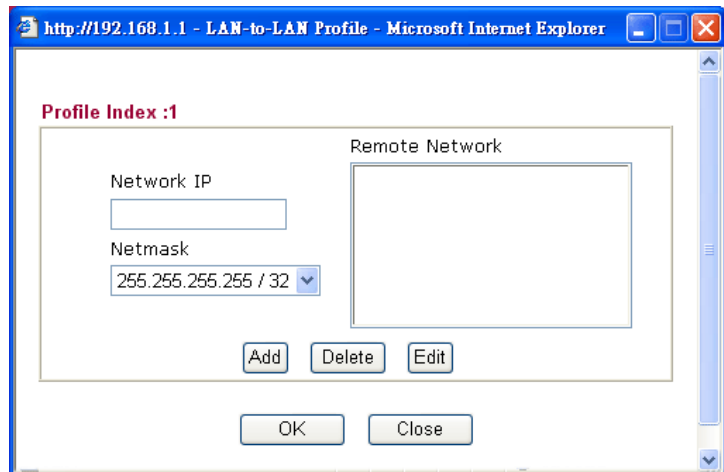 http://192.168.1.1 - LAN-to-LAN Profile - Microsoft Internet Explorer
Profile Index :1
Remote Network
Network IP
Netmask
255.255.255.255 / 32
Add Delete Edit
OK Close